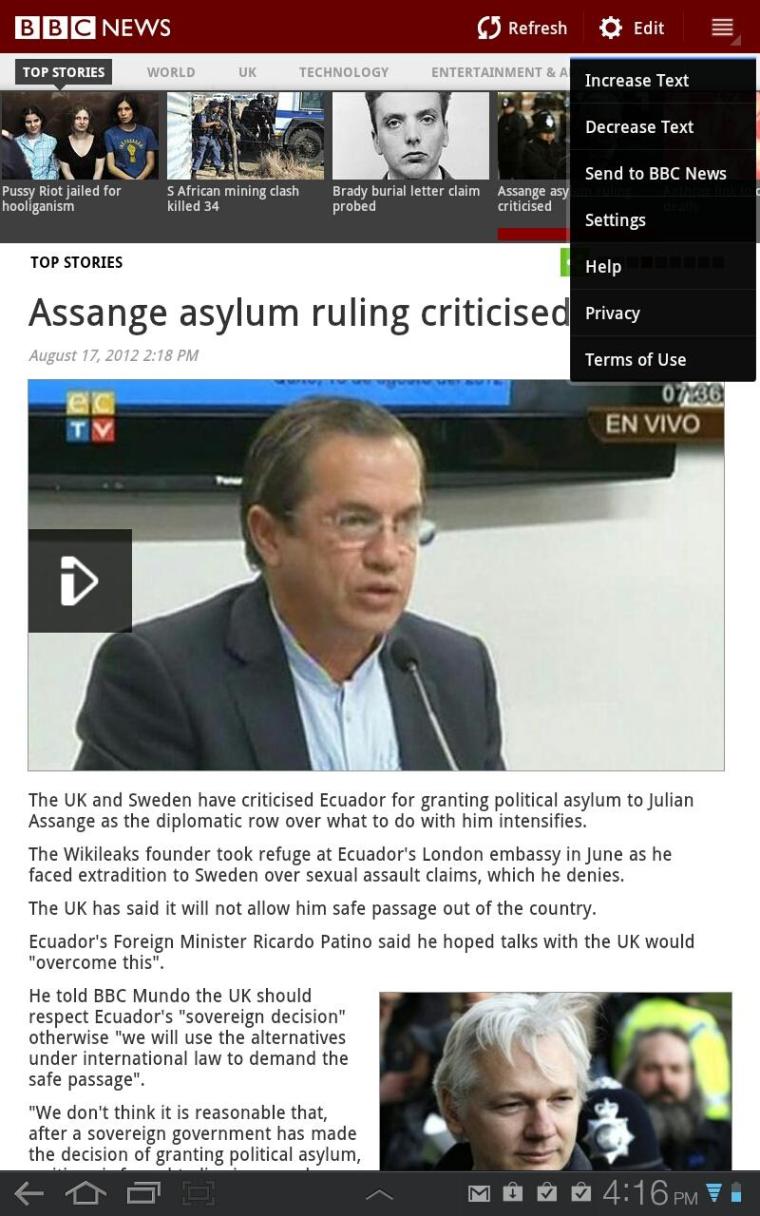 BBC NEWS
Refresh
Edit
TOP STORIES
WORLD
UK
TECHNOLOGY
ENTERTAINMENT & A
Increase Text
Decrease Text
Send to BBC News
Settings
Help
Privacy
Terms of Use
Pussy Riot jailed for
hooliganism
S African mining clash
killed 34
Brady burial letter claim
probed
Assange asylum ruling
criticised
death
TOP STORIES
Assange asylum ruling criticised
August 17, 2012 2:18 PM
Quito, 16 de agosto del 2012
ec
TV
07:36
EN VIVO
The UK and Sweden have criticised Ecuador for granting political asylum to Julian
Assange as the diplomatic row over what to do with him intensifies.
The Wikileaks founder took refuge at Ecuador's London embassy in June as he
faced extradition to Sweden over sexual assault claims, which he denies.
The UK has said it will not allow him safe passage out of the country.
Ecuador's Foreign Minister Ricardo Patino said he hoped talks with the UK would
"overcome this".
He told BBC Mundo the UK should
respect Ecuador's "sovereign decision"
otherwise "we will use the alternatives
under international law to demand the
safe passage".
"We don't think it is reasonable that,
after a sovereign government has made
the decision of granting political asylum,
4:16 PM